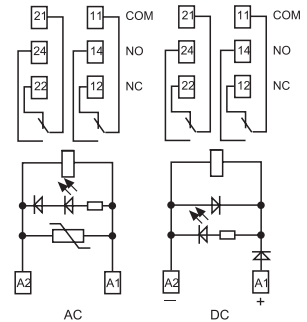 21 11 COM 21 11 COM
24 14 NO 24 14 NO
22 12 NC 22 12 NC
A2 A1 A2 A1
— +
AC DC